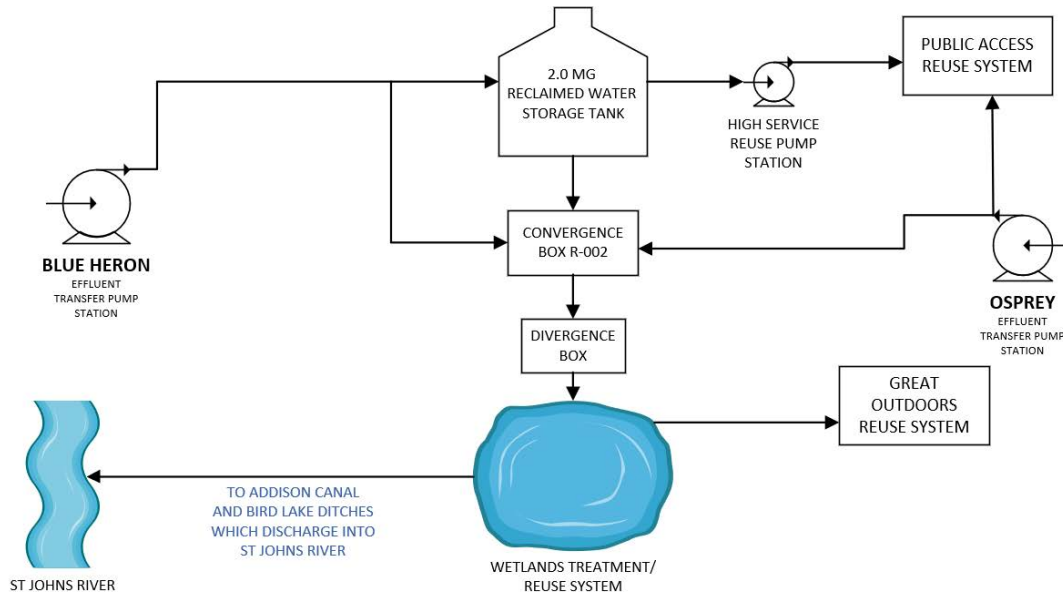 2.0 MG
RECLAIMED WATER
STORAGE TANK
PUBLIC ACCESS
REUSE SYSTEM
HIGH SERVICE
REUSE PUMP
STATION
BLUE HERON
EFFLUENT
TRANSFER PUMP
STATION
CONVERGENCE
BOX R-002
OSPREY
EFFLUENT
TRANSFER PUMP
STATION
DIVERGENCE
BOX
GREAT
OUTDOORS
REUSE SYSTEM
TO ADDISON CANAL
AND BIRD LAKE DITCHES
WHICH DISCHARGE INTO
ST JOHNS RIVER
ST JOHNS RIVER
WETLANDS TREATMENT/
REUSE SYSTEM